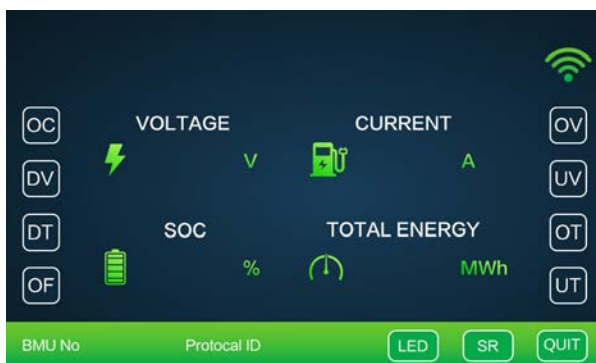 OC VOLTAGE CURRENT OV
DV V A UV
DT SOC TOTAL ENERGY OT
OF % MWh UT
BMU No Protocal ID LED SR QUIT